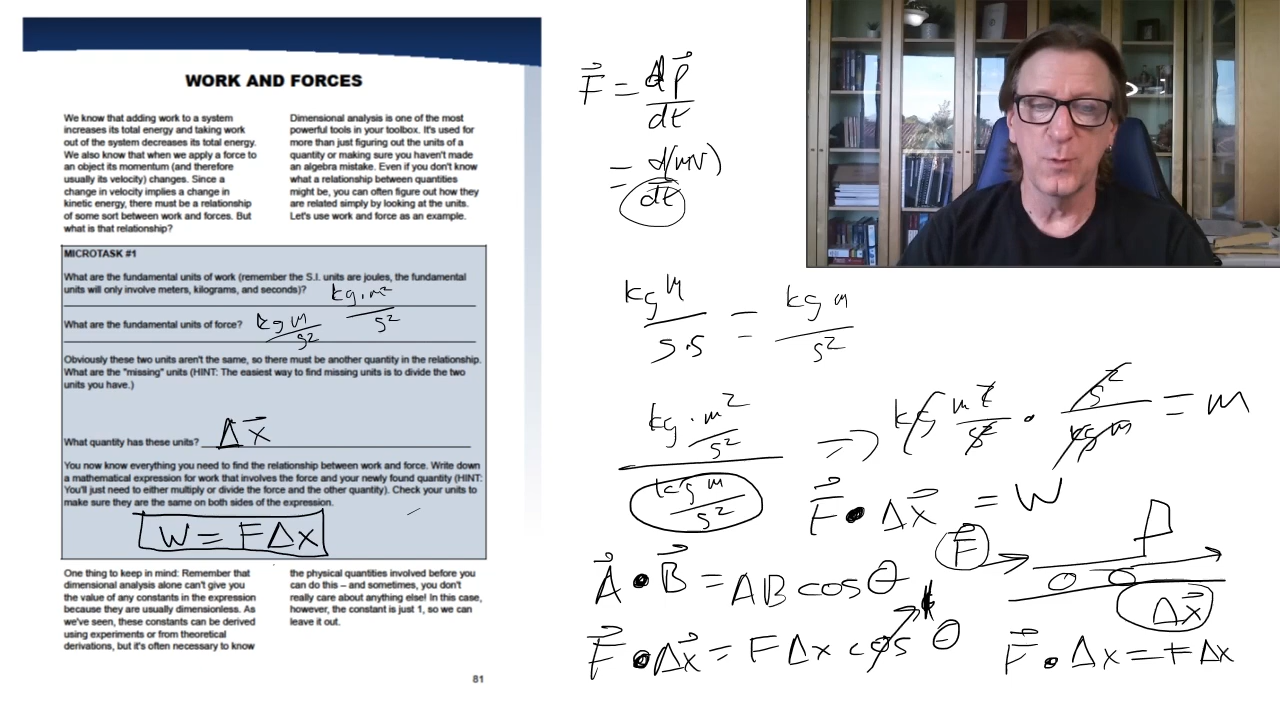 WORK AND FORCES
We know that adding work to a system
increases its total energy and taking work
out of the system decreases its total energy.
We also know that when we apply a force to
an object its momentum (and therefore
usually its velocity) changes. Since a
change in velocity implies a change in
kinetic energy, there must be a relationship
of some sort between work and forces. But
what is that relationship?
Dimensional analysis is one of the most
powerful tools in your toolbox. It's used for
more than just figuring out the units of a
quantity or making sure you haven't made
an algebra mistake. Even if you don't know
what a relationship between quantities
might be, you can often figure out how they
are related simply by looking at the units.
Let's use work and force as an example.
MICROTASK #1
What are the fundamental units of work (remember the S.I. units are joules, the fundamental
units will only involve meters, kilograms, and seconds)?
kg·m²/s²
What are the fundamental units of force? kg m/s²
Obviously these two units aren't the same, so there must be another quantity in the relationship.
What are the "missing" units (HINT: The easiest way to find missing units is to divide the two
units you have.)
What quantity has these units? Δx⃗
You now know everything you need to find the relationship between work and force. Write down
a mathematical expression for work that involves the force and your newly found quantity (HINT:
You'll just need to either multiply or divide the force and the other quantity). Check your units to
make sure they are the same on both sides of the expression.
W = FΔx
One thing to keep in mind: Remember that
dimensional analysis alone can't give you
the value of any constants in the expression
because they are usually dimensionless. As
we've seen, these constants can be derived
using experiments or from theoretical
derivations, but it's often necessary to know
the physical quantities involved before you
can do this – and sometimes, you don't
really care about anything else! In this case,
however, the constant is just 1, so we can
leave it out.
81
F⃗ = dp⃗/dt
= d(mv)/dt
kg m/s·s = kg m/s²
kg·m²/s² / kg m/s² => kg m²/s² · s²/kg m = m
F⃗ • Δx⃗ = W
F⃗
Δx⃗
A⃗ • B⃗ = AB cos θ
F⃗ • Δx⃗ = F Δx cos θ
F⃗ • Δx = F Δx